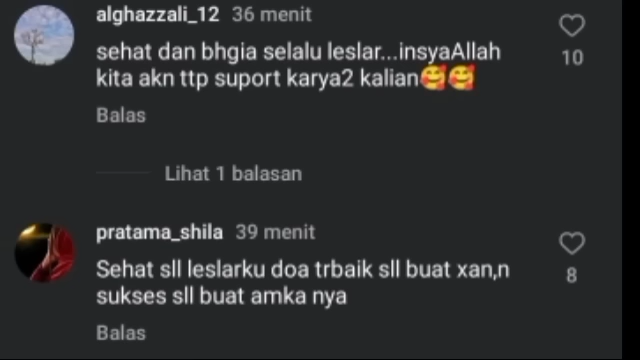 alghazzali_12 36 menit
sehat dan bhgia selalu leslar...insyaAllah
kita akn ttp suport karya2 kalian🥰🥰
10
Balas
Lihat 1 balasan
pratama_shila 39 menit
Sehat sll leslarku doa trbaik sll buat xan,n
sukses sll buat amka nya
8
Balas